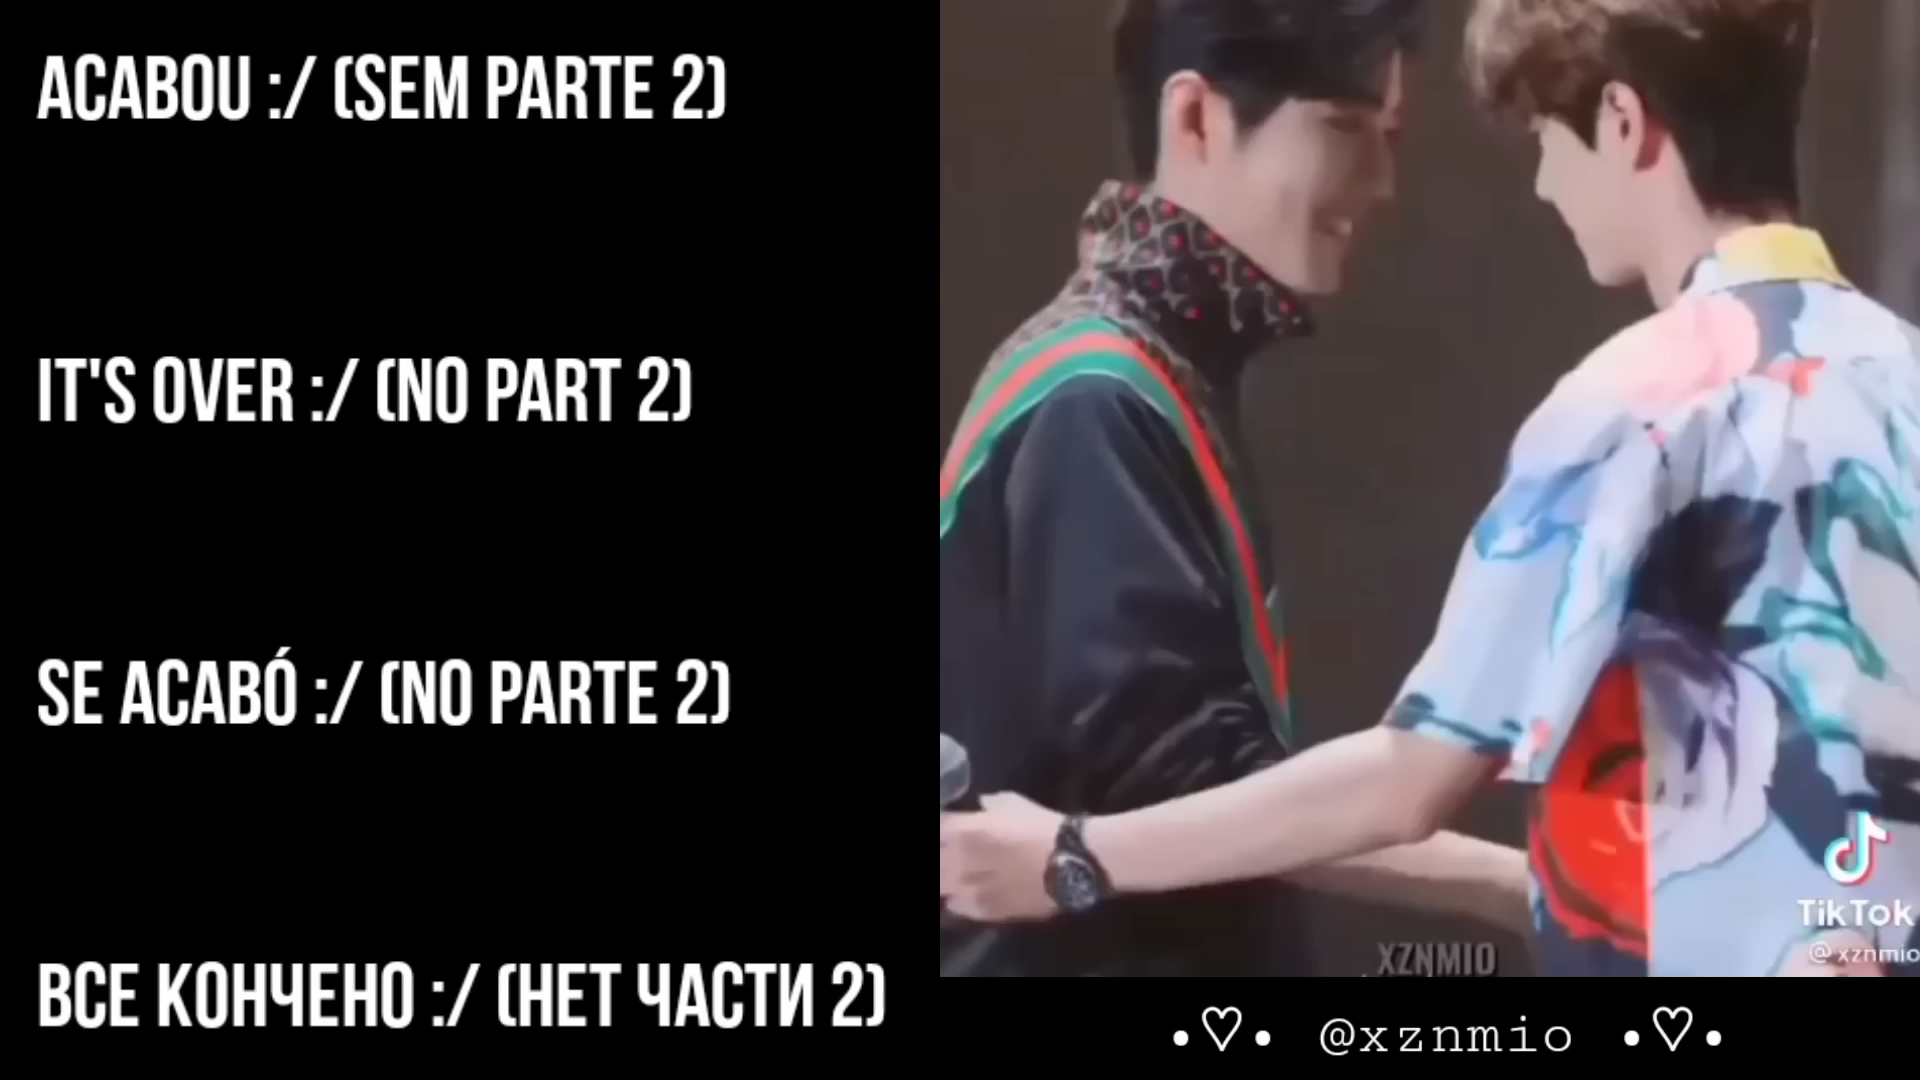 ACABOU :/ (SEM PARTE 2)
IT'S OVER :/ (NO PART 2)
SE ACABÓ :/ (NO PARTE 2)
ВСЕ КОНЧЕНО :/ (НЕТ ЧАСТИ 2)
XZNMIO
TikTok
@xznmio
•♡• @xznmio •♡•